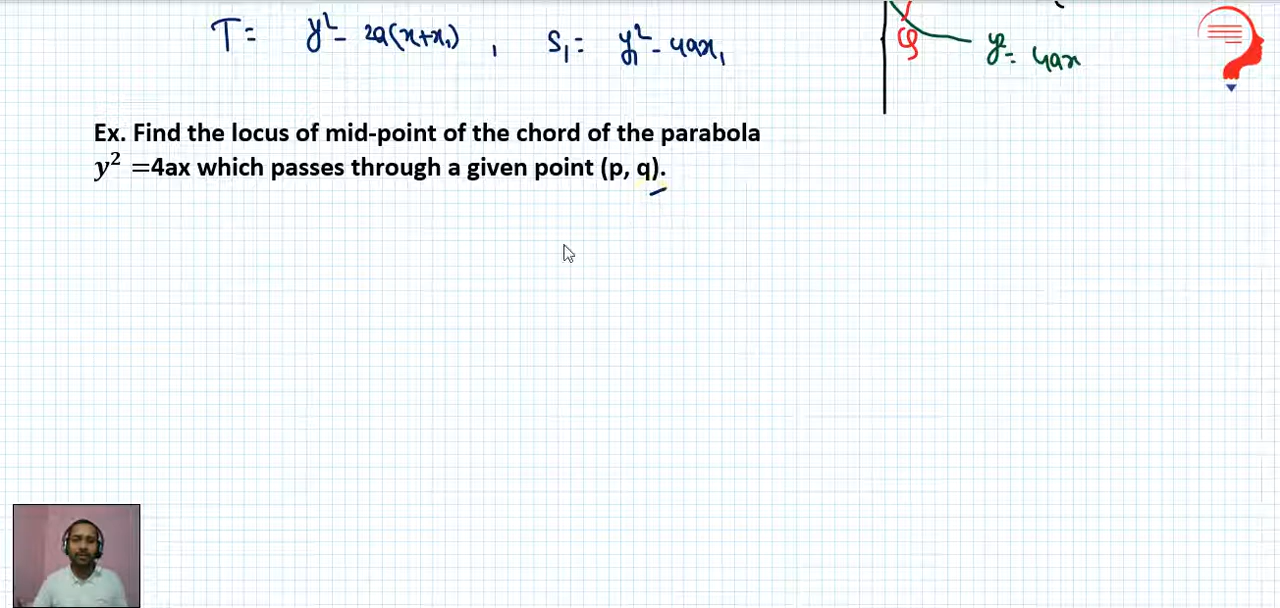 T = y² - 2a(x+x₁) , S₁ = y₁² - 4ax₁
y² = 4ax
Ex. Find the locus of mid-point of the chord of the parabola
y² =4ax which passes through a given point (p, q).